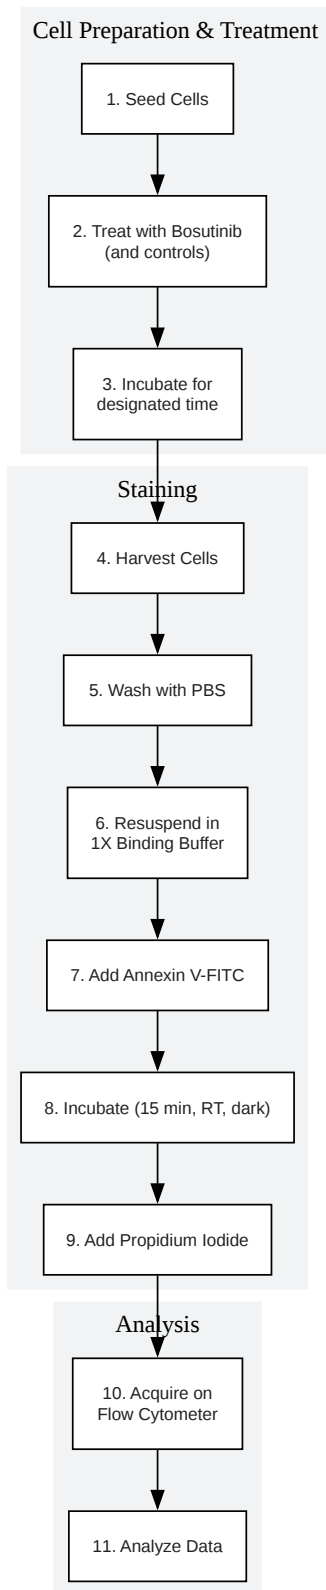 Cell Preparation & Treatment
1. Seed Cells
2. Treat with Bosutinib
(and controls)
3. Incubate for
designated time
Staining
4. Harvest Cells
5. Wash with PBS
6. Resuspend in
1X Binding Buffer
7. Add Annexin V-FITC
8. Incubate (15 min, RT, dark)
9. Add Propidium Iodide
Analysis
10. Acquire on
Flow Cytometer
11. Analyze Data